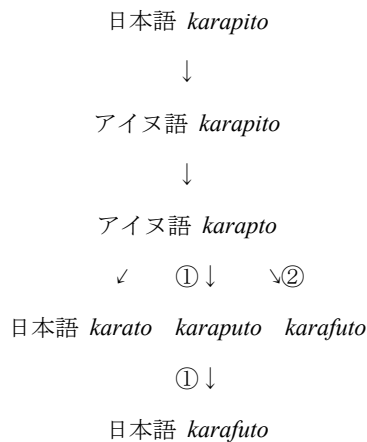 日本語 karapito
↓
アイヌ語 karapito
↓
アイヌ語 karapto
↙ ①↓ ↘②
日本語 karato karaputo karafuto
①↓
日本語 karafuto